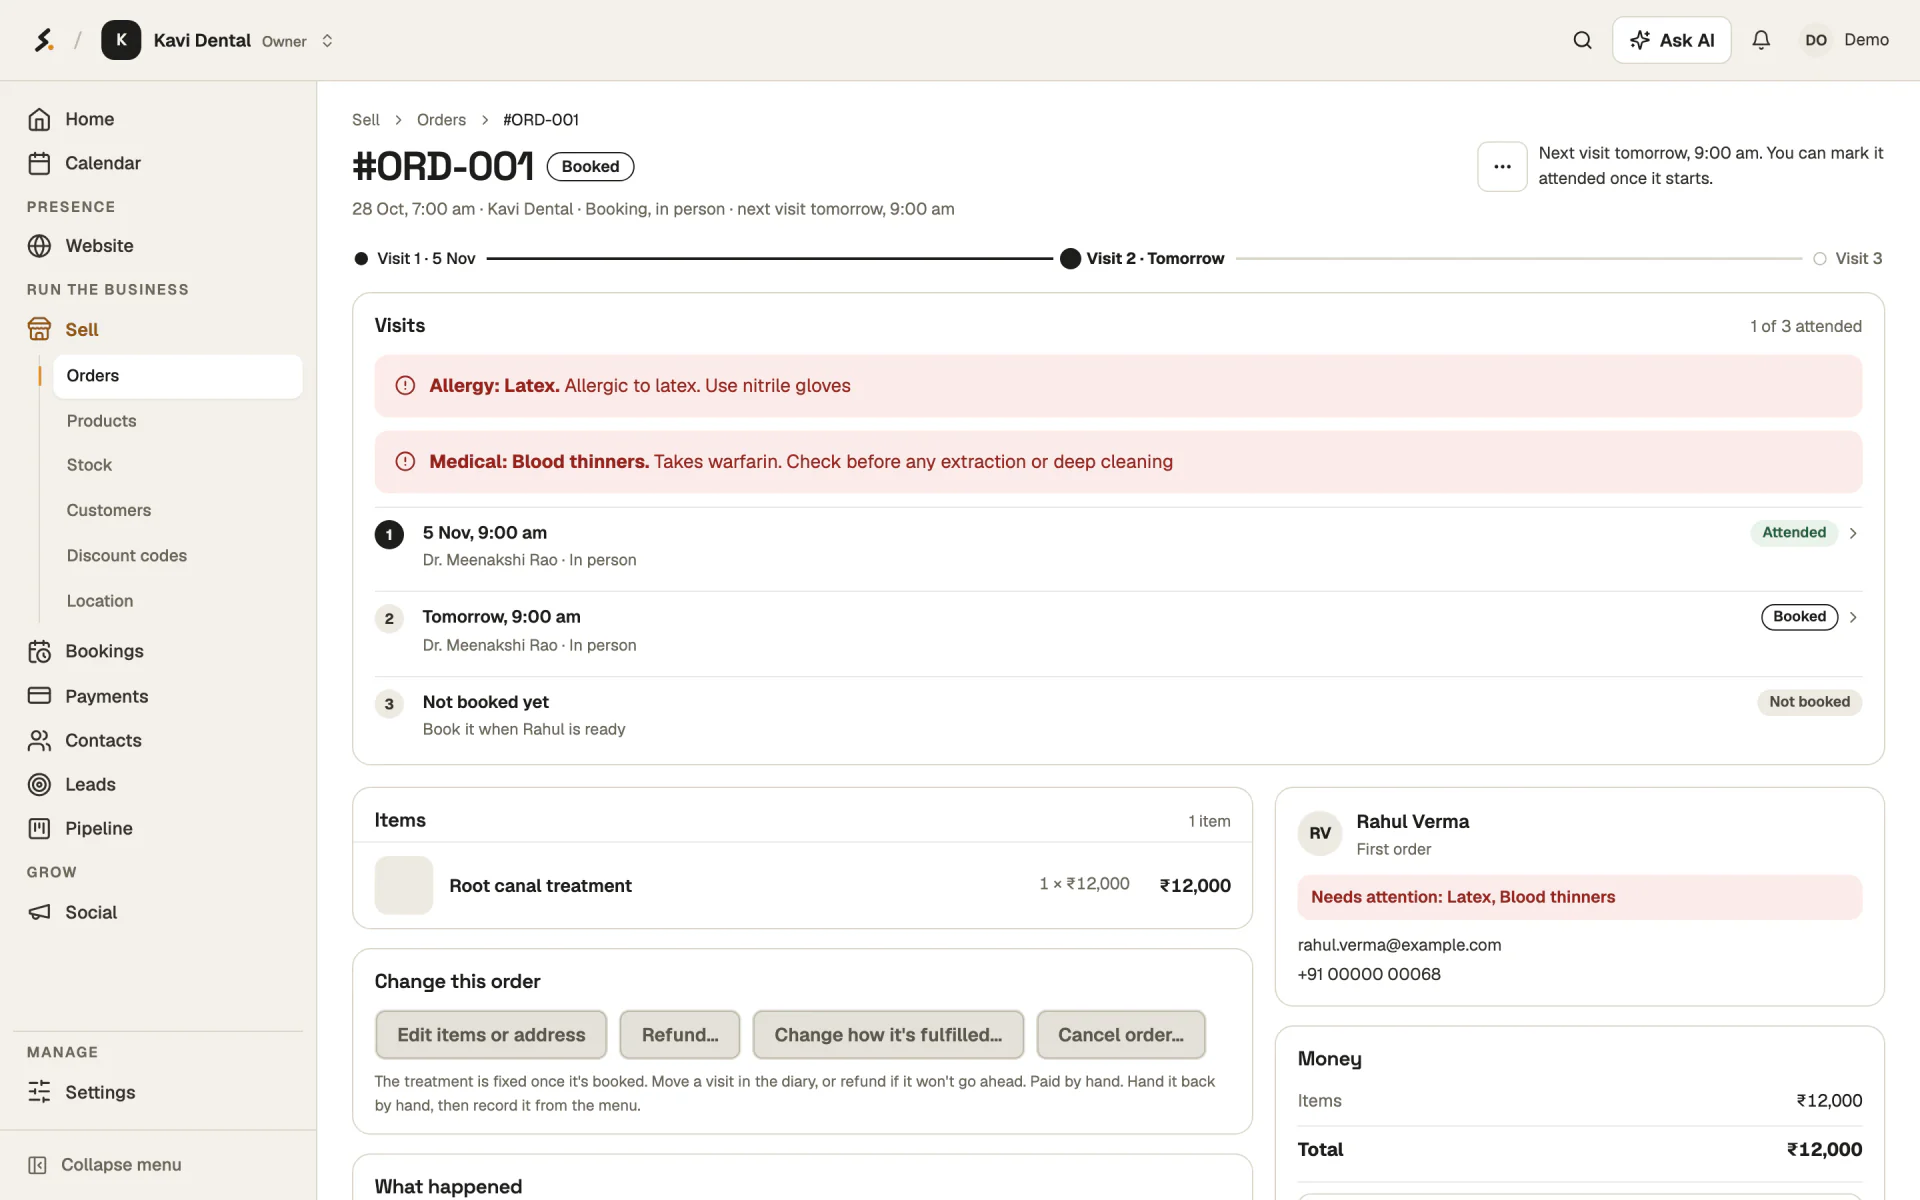 / K Kavi Dental Owner
Ask AI DO Demo
Home
Calendar
PRESENCE
Website
RUN THE BUSINESS
Sell
Orders
Products
Stock
Customers
Discount codes
Location
Bookings
Payments
Contacts
Leads
Pipeline
GROW
Social
MANAGE
Settings
Collapse menu
Sell > Orders > #ORD-001
#ORD-001 Booked
28 Oct, 7:00 am · Kavi Dental · Booking, in person · next visit tomorrow, 9:00 am
Next visit tomorrow, 9:00 am. You can mark it
attended once it starts.
Visit 1 · 5 Nov
Visit 2 · Tomorrow
Visit 3
Visits
1 of 3 attended
Allergy: Latex. Allergic to latex. Use nitrile gloves
Medical: Blood thinners. Takes warfarin. Check before any extraction or deep cleaning
1 5 Nov, 9:00 am Attended
Dr. Meenakshi Rao · In person
2 Tomorrow, 9:00 am Booked
Dr. Meenakshi Rao · In person
3 Not booked yet Not booked
Book it when Rahul is ready
Items 1 item
Root canal treatment 1 × ₹12,000 ₹12,000
Change this order
Edit items or address Refund... Change how it's fulfilled... Cancel order...
The treatment is fixed once it's booked. Move a visit in the diary, or refund if it won't go ahead. Paid by hand. Hand it back
by hand, then record it from the menu.
What happened
RV Rahul Verma
First order
Needs attention: Latex, Blood thinners
rahul.verma@example.com
+91 00000 00068
Money
Items ₹12,000
Total ₹12,000